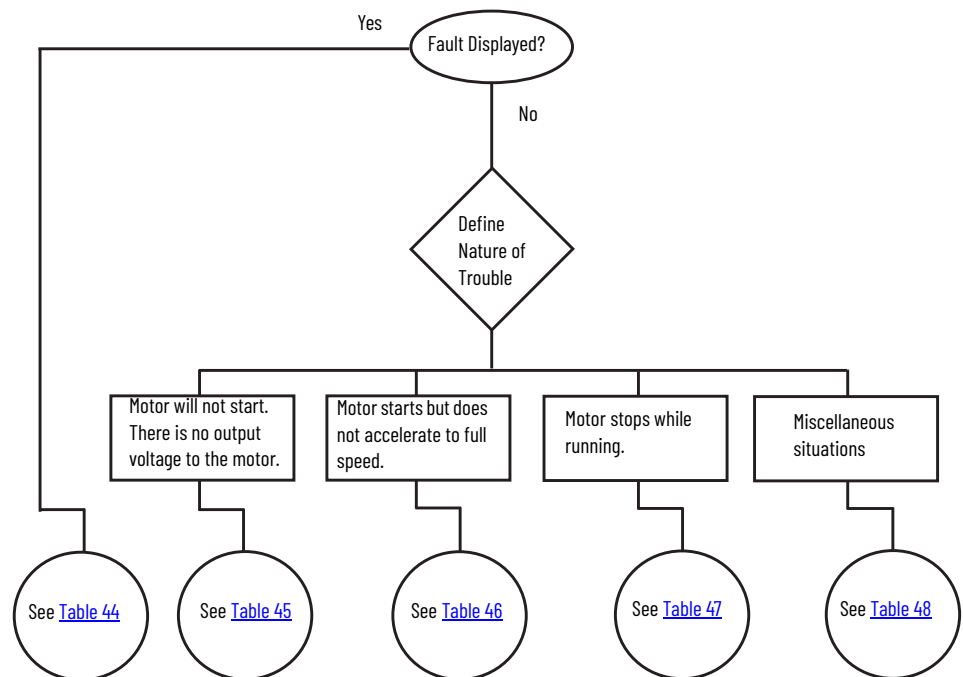 Yes
Fault Displayed?
No
Define
Nature of
Trouble
Motor will not start.
There is no output
voltage to the motor.
Motor starts but does
not accelerate to full
speed.
Motor stops while
running.
Miscellaneous
situations
See Table 44
See Table 45
See Table 46
See Table 47
See Table 48